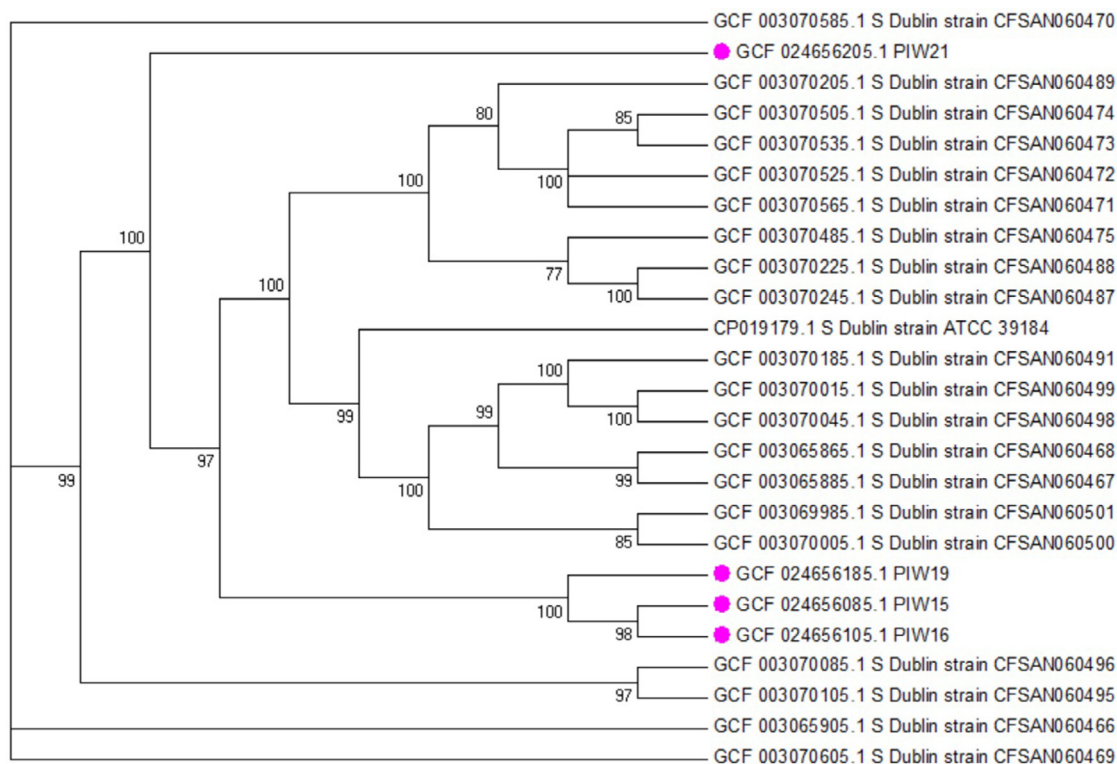 GCF 003070585.1 S Dublin strain CFSAN060470
GCF 024656205.1 PIW21
GCF 003070205.1 S Dublin strain CFSAN060489
80
85
GCF 003070505.1 S Dublin strain CFSAN060474
GCF 003070535.1 S Dublin strain CFSAN060473
100
100
GCF 003070525.1 S Dublin strain CFSAN060472
GCF 003070565.1 S Dublin strain CFSAN060471
100
GCF 003070485.1 S Dublin strain CFSAN060475
77
GCF 003070225.1 S Dublin strain CFSAN060488
100
100
GCF 003070245.1 S Dublin strain CFSAN060487
CP019179.1 S Dublin strain ATCC 39184
100
GCF 003070185.1 S Dublin strain CFSAN060491
GCF 003070015.1 S Dublin strain CFSAN060499
99
99
100
GCF 003070045.1 S Dublin strain CFSAN060498
GCF 003065865.1 S Dublin strain CFSAN060468
97
99
99
GCF 003065885.1 S Dublin strain CFSAN060467
100
GCF 003069985.1 S Dublin strain CFSAN060501
85
GCF 003070005.1 S Dublin strain CFSAN060500
GCF 024656185.1 PIW19
100
GCF 024656085.1 PIW15
98
GCF 024656105.1 PIW16
GCF 003070085.1 S Dublin strain CFSAN060496
97
GCF 003070105.1 S Dublin strain CFSAN060495
GCF 003065905.1 S Dublin strain CFSAN060466
GCF 003070605.1 S Dublin strain CFSAN060469